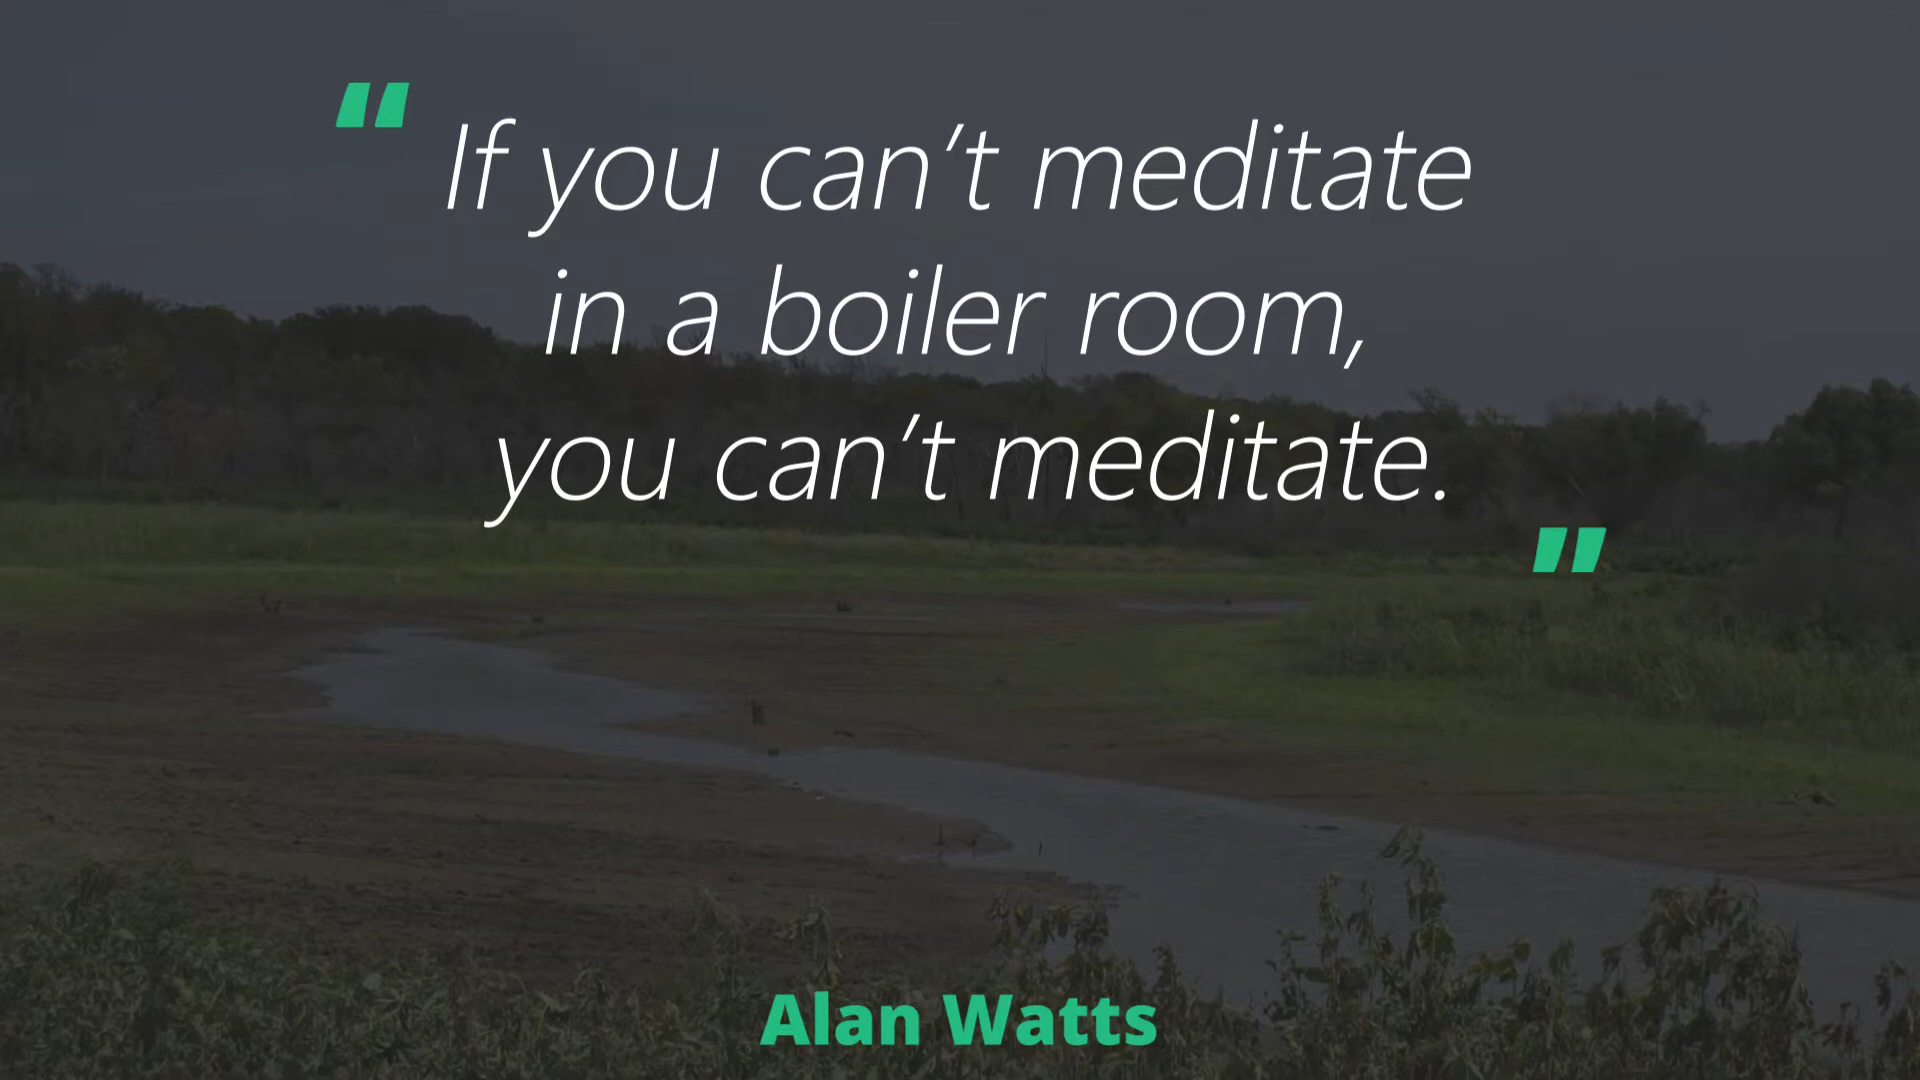 “ If you can’t meditate
in a boiler room,
you can’t meditate. ”
Alan Watts